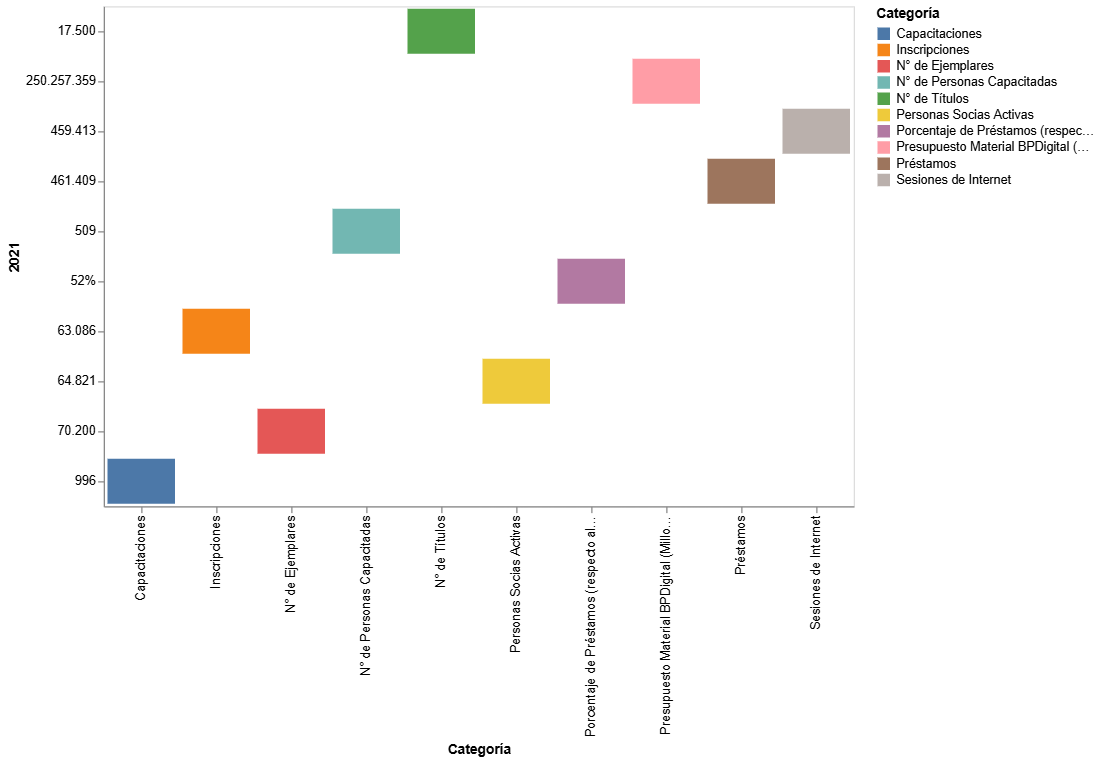 17.500
250.257.359
459.413
461.409
509
52%
63.086
64.821
70.200
996
2021
Capacitaciones
Inscripciones
N° de Ejemplares
N° de Personas Capacitadas
N° de Títulos
Personas Socias Activas
Porcentaje de Préstamos (respecto al…
Presupuesto Material BPDigital (Millo…
Préstamos
Sesiones de Internet
Categoría
Categoría
Capacitaciones
Inscripciones
N° de Ejemplares
N° de Personas Capacitadas
N° de Títulos
Personas Socias Activas
Porcentaje de Préstamos (respec…
Presupuesto Material BPDigital (…
Préstamos
Sesiones de Internet